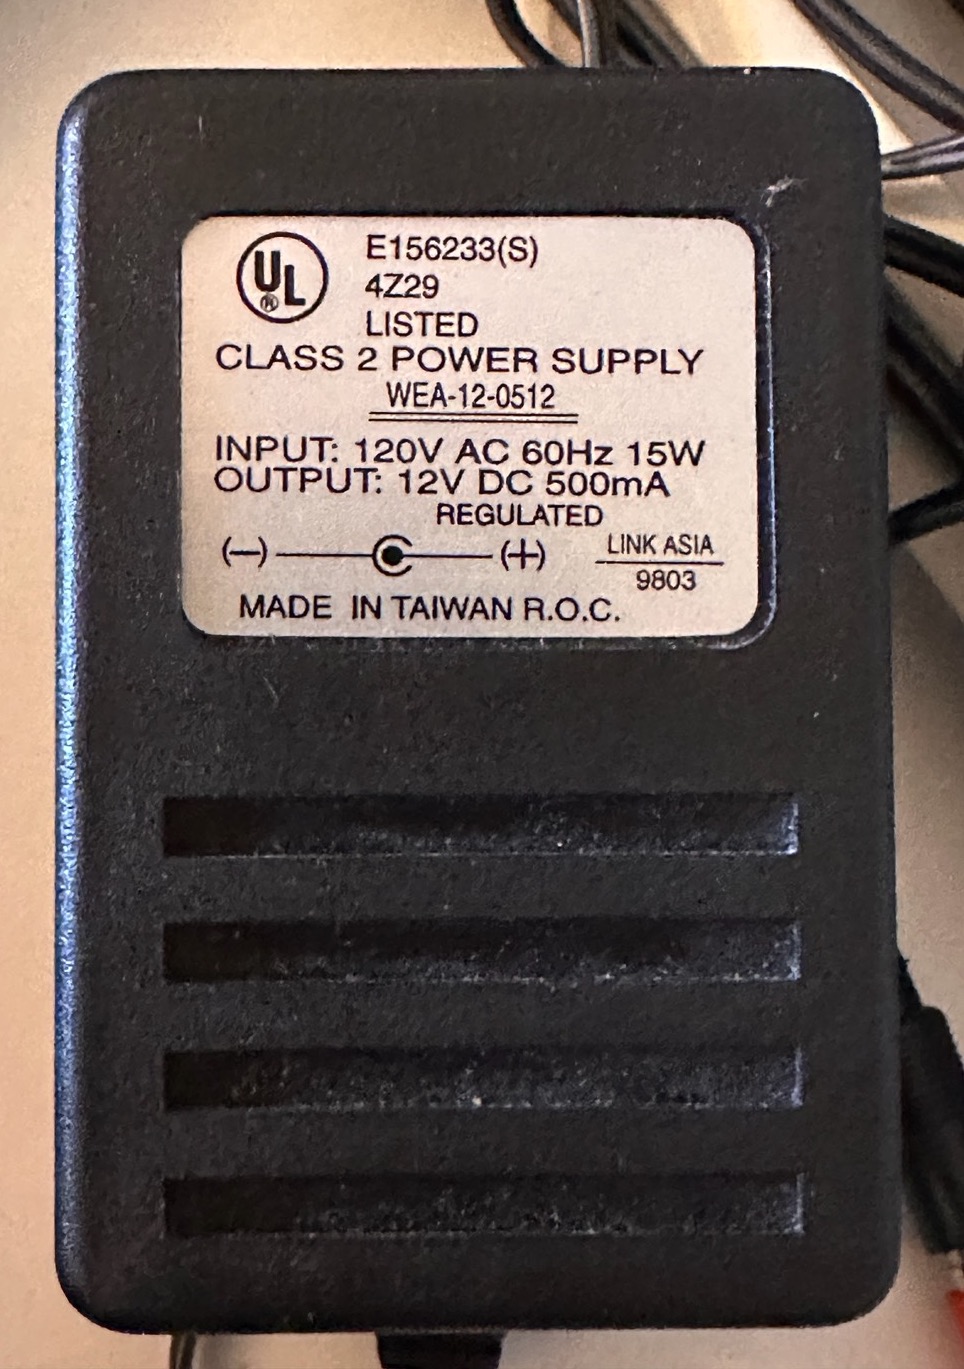 UL® E156233(S)
4Z29
LISTED
CLASS 2 POWER SUPPLY
WEA-12-0512
INPUT: 120V AC 60Hz 15W
OUTPUT: 12V DC 500mA
REGULATED
(—) (+) LINK ASIA
9803
MADE IN TAIWAN R.O.C.